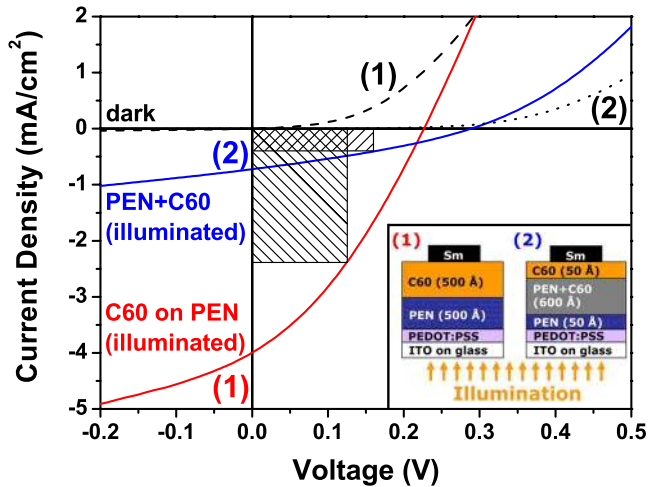 2
1
0
-1
-2
-3
-4
-5
-0.2
-0.1
0.0
0.1
0.2
0.3
0.4
0.5
Current Density (mA/cm²)
Voltage (V)
dark
(1)
(2)
(2)
PEN+C60
(illuminated)
C60 on PEN
(illuminated)
(1)
(1)
Sm
C60 (500 Å)
PEN (500 Å)
PEDOT:PSS
ITO on glass
(2)
Sm
C60 (50 Å)
PEN+C60
(600 Å)
PEN (50 Å)
PEDOT:PSS
ITO on glass
Illumination